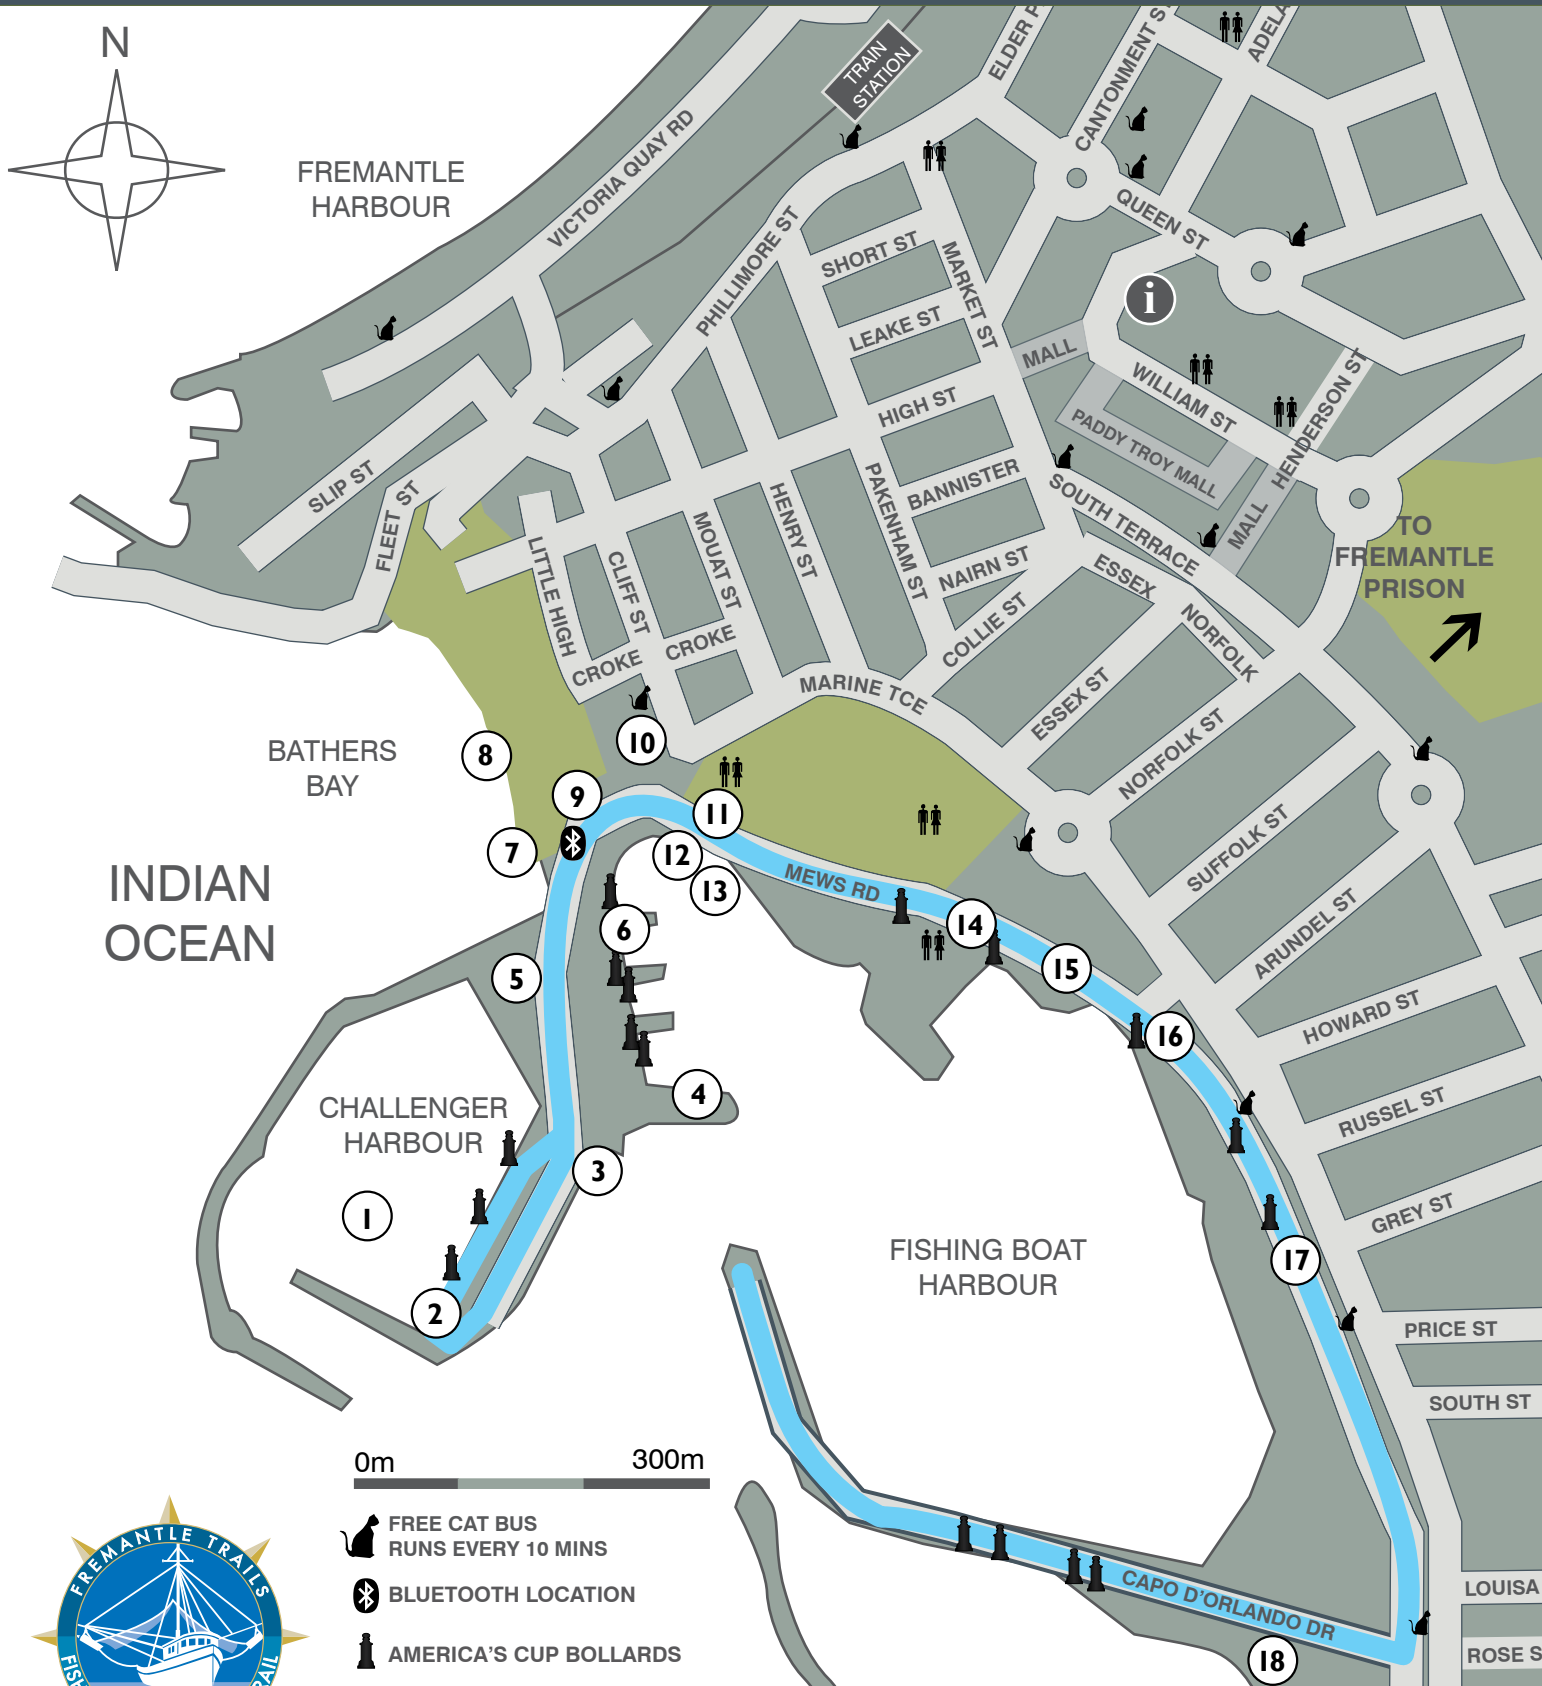 N
FREMANTLE
HARBOUR
VICTORIA QUAY RD
TRAIN
STATION
CANTONMENT
QUEEN ST
PHILLIMORE ST
SHORT ST
MARKET ST
LEAKE ST
MALL
i
WILLIAM ST
HENDERSON ST
PADDY TROY MALL
MALL
HIGH ST
BANNISTER
SOUTH TERRACE
SLIP ST
FLEET ST
LITTLE HIGH
CLIFF ST
MOUAT ST
HENRY ST
PAKENHAM ST
NAIRN ST
COLLIE ST
ESSEX
NORFOLK
TO
FREMANTLE
PRISON
CROKE
CROKE
MARINE TCE
ESSEX ST
NORFOLK ST
SUFFOLK ST
ARUNDEL ST
HOWARD ST
RUSSEL ST
GREY ST
PRICE ST
SOUTH ST
LOUISA
ROSE
BATHERS
BAY
INDIAN
OCEAN
MEWS RD
CHALLENGER
HARBOUR
FISHING BOAT
HARBOUR
CAPO D'ORLANDO DR
1
2
3
4
5
6
7
8
9
10
11
12
13
14
15
16
17
18
0m 300m
FREE CAT BUS
RUNS EVERY 10 MINS
BLUETOOTH LOCATION
AMERICA'S CUP BOLLARDS
FREMANTLE TRAILS